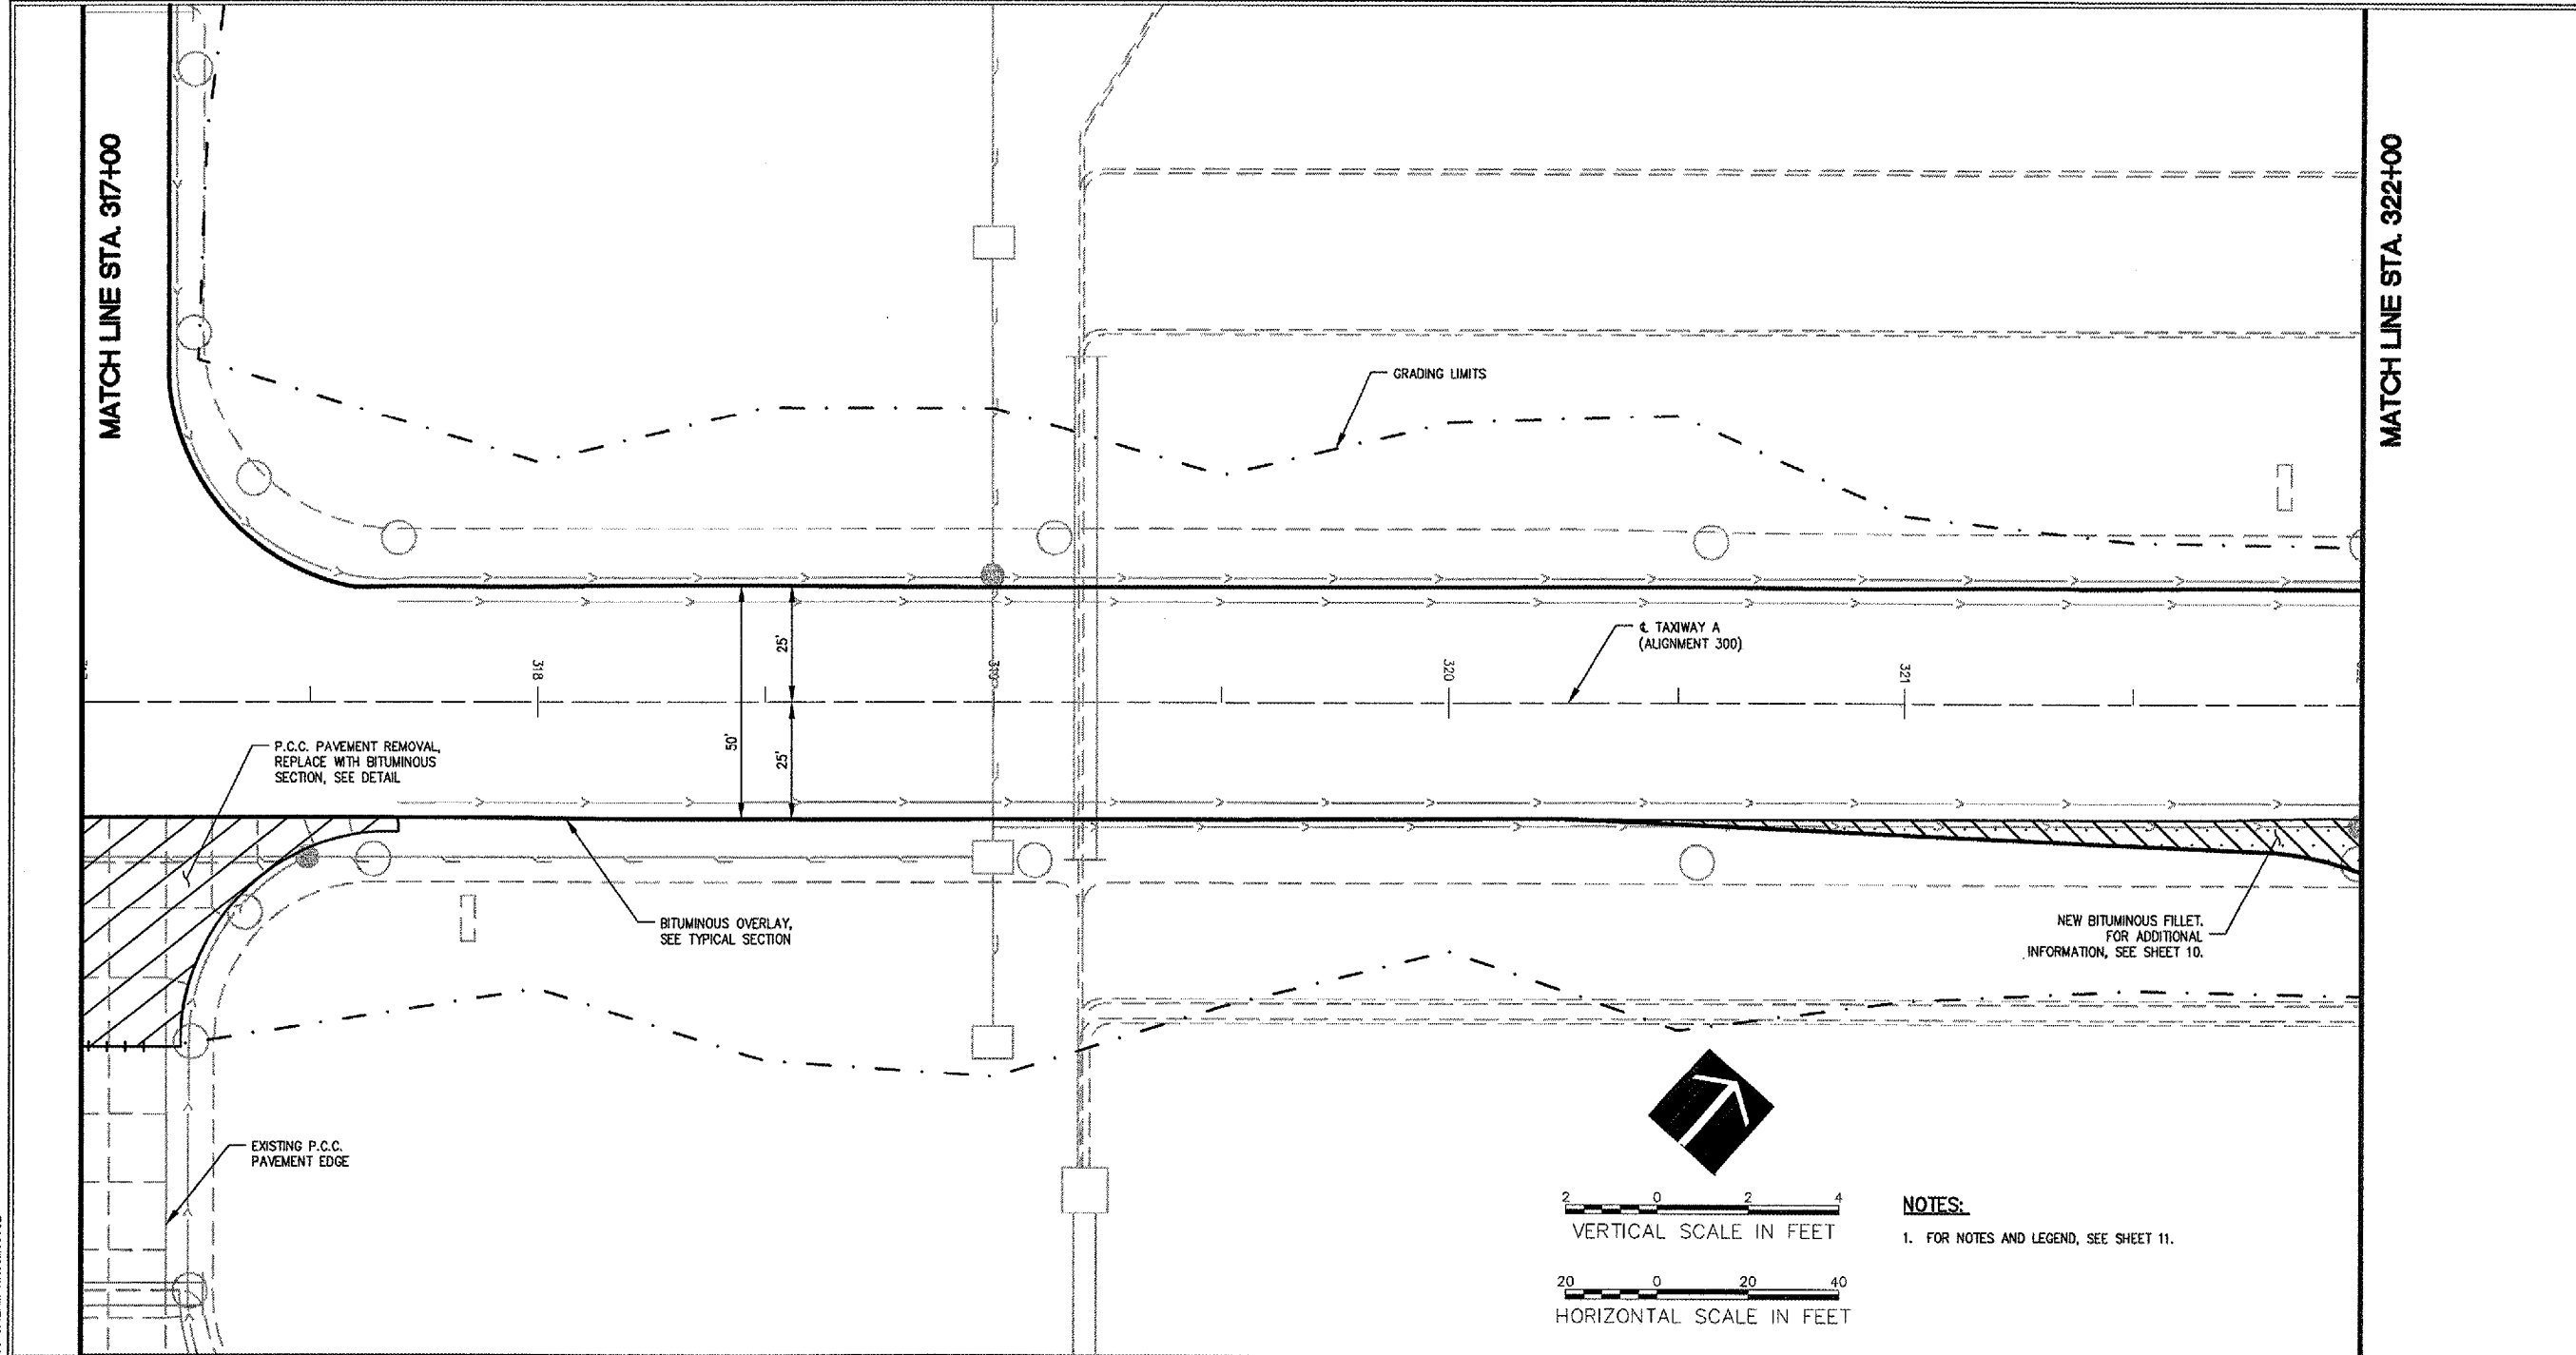 MATCH LINE STA. 317+00
MATCH LINE STA. 322+00
GRADING LIMITS
℄ TAXIWAY A
(ALIGNMENT 300)
25'
318
319
320
321
50'
25'
P.C.C. PAVEMENT REMOVAL,
REPLACE WITH BITUMINOUS
SECTION, SEE DETAIL
BITUMINOUS OVERLAY,
SEE TYPICAL SECTION
NEW BITUMINOUS FILLET.
FOR ADDITIONAL
INFORMATION, SEE SHEET 10.
EXISTING P.C.C.
PAVEMENT EDGE
2 0 2 4
VERTICAL SCALE IN FEET
20 0 20 40
HORIZONTAL SCALE IN FEET
NOTES:
1. FOR NOTES AND LEGEND, SEE SHEET 11.